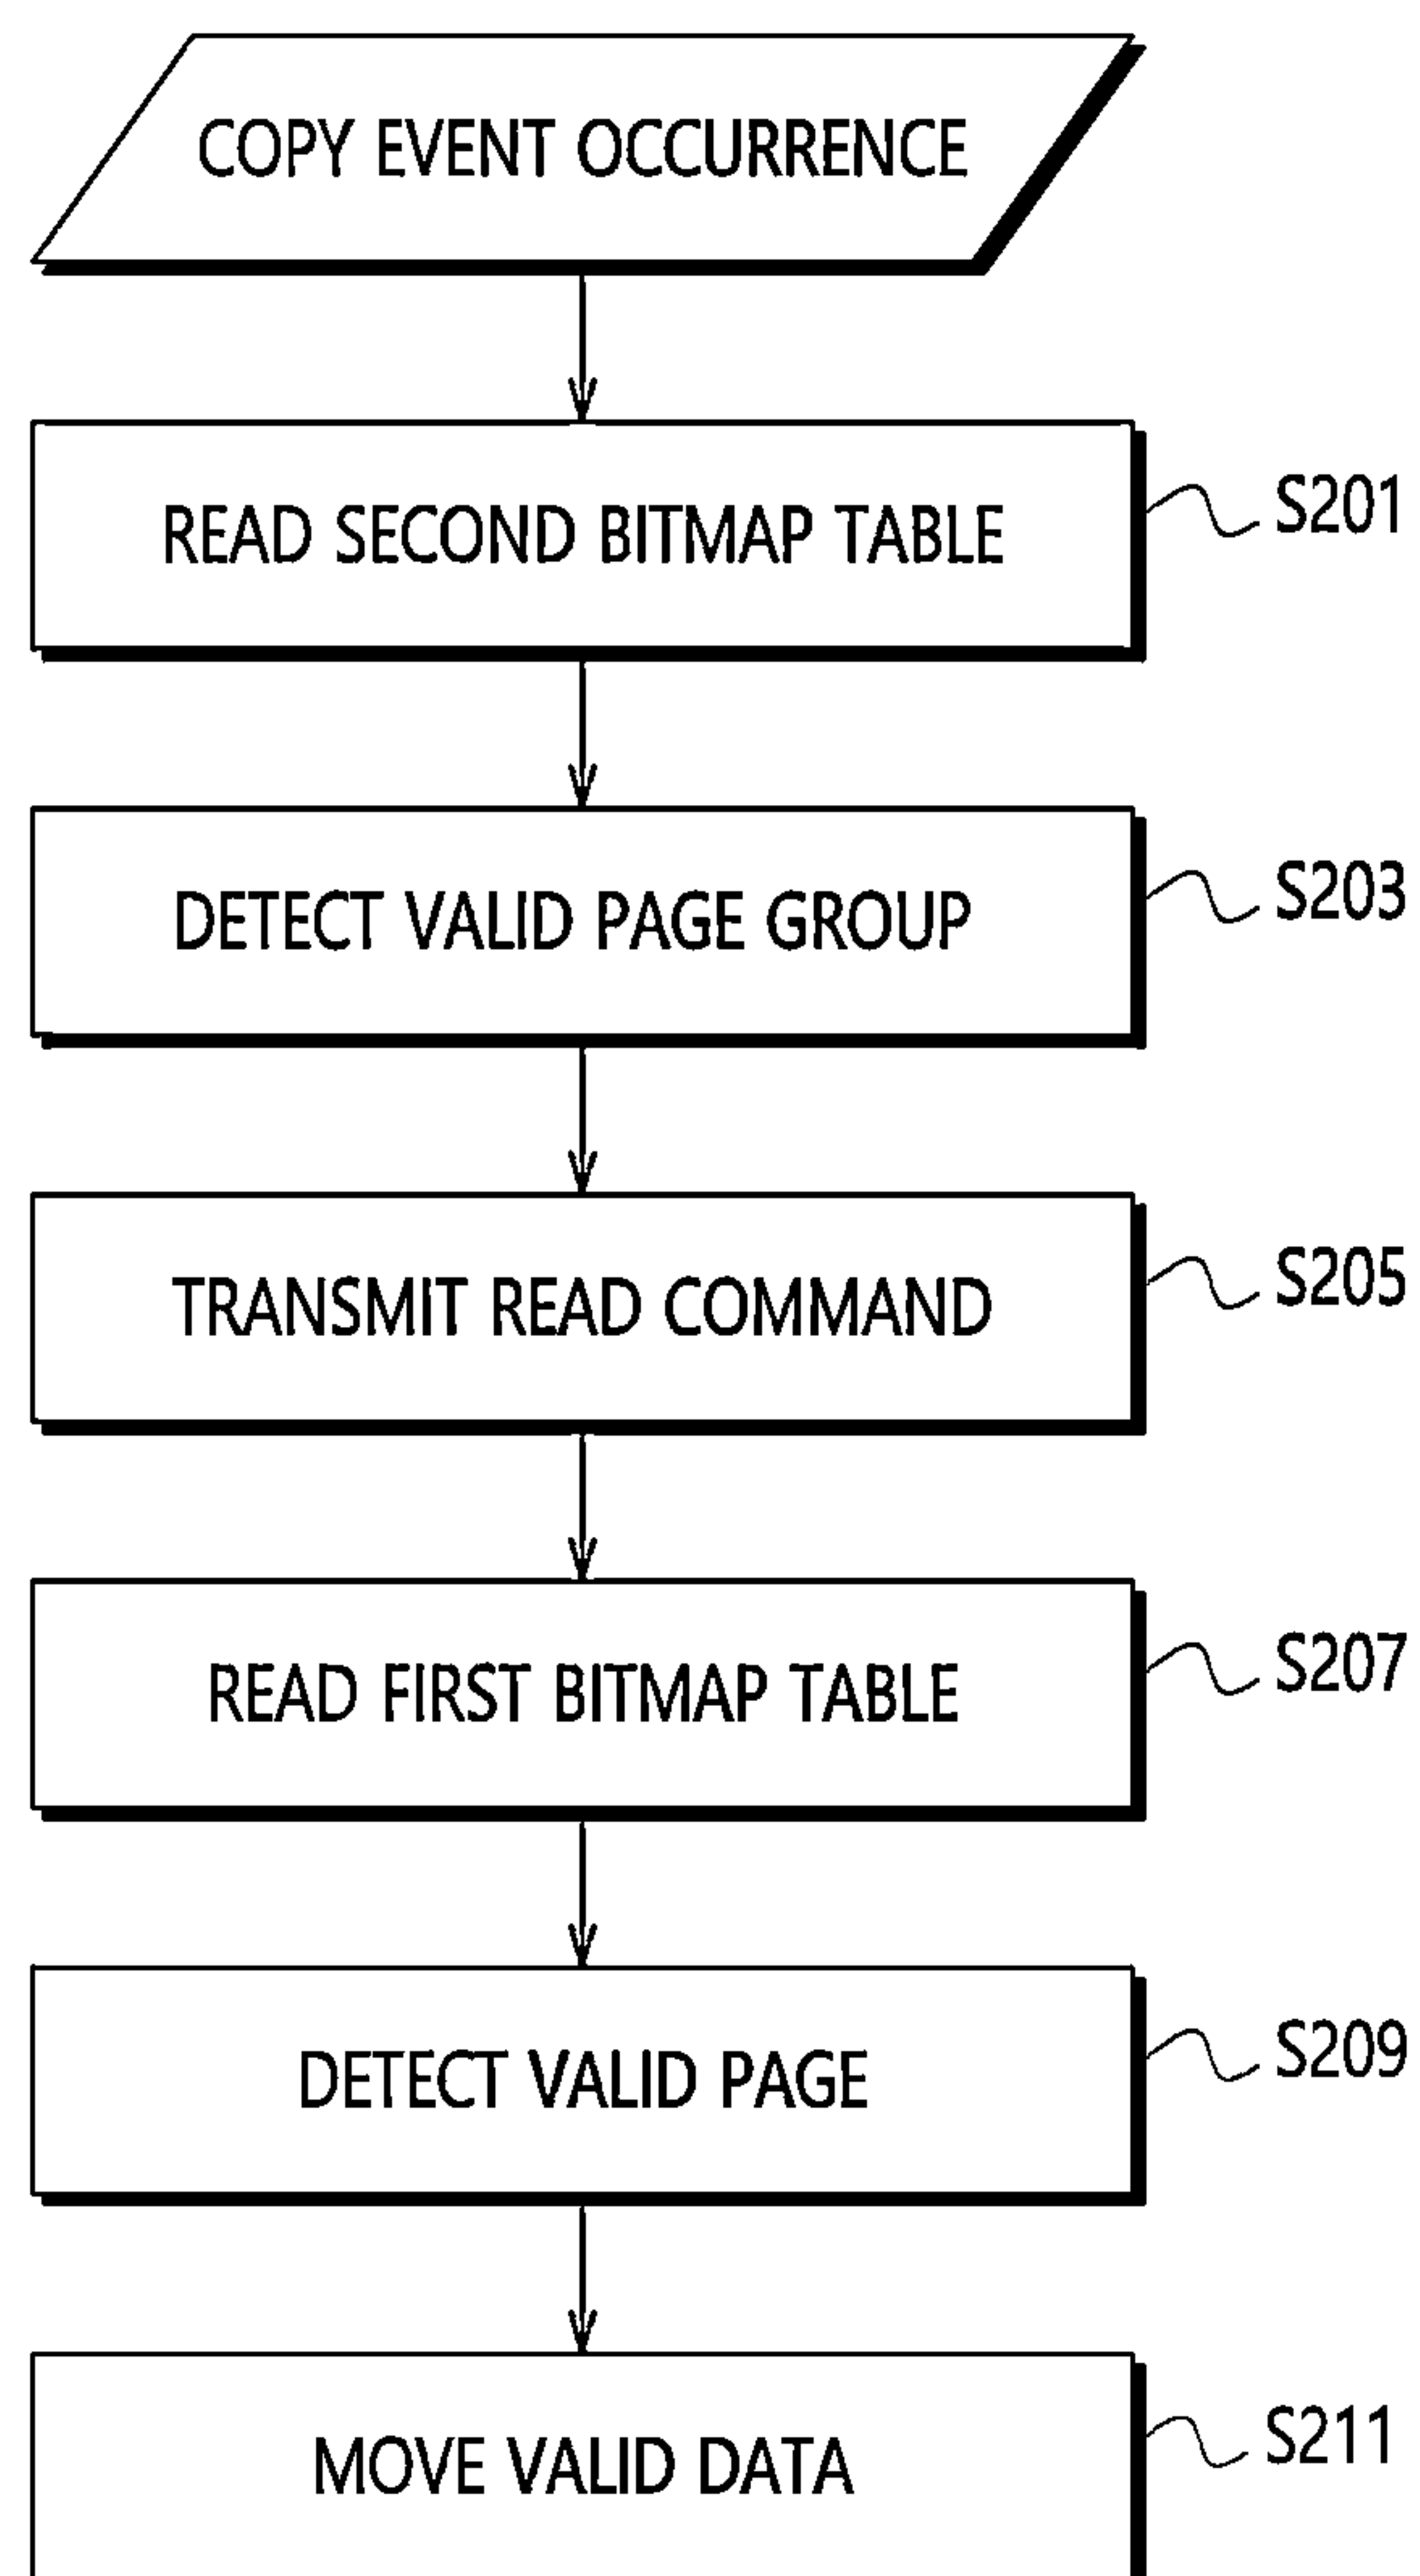 COPY EVENT OCCURRENCE
READ SECOND BITMAP TABLE
S201
DETECT VALID PAGE GROUP
S203
TRANSMIT READ COMMAND
S205
READ FIRST BITMAP TABLE
S207
DETECT VALID PAGE
S209
MOVE VALID DATA
S211